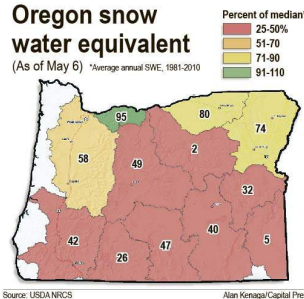 Oregon snow
water equivalent
(As of May 6) *Average annual SWE, 1981-2010
Percent of median*
25-50%
51-70
71-90
91-110
95
80
74
58
49
2
32
42
26
47
40
5
Source: USDA NRCS
Alan Kenaga/Capital Pre